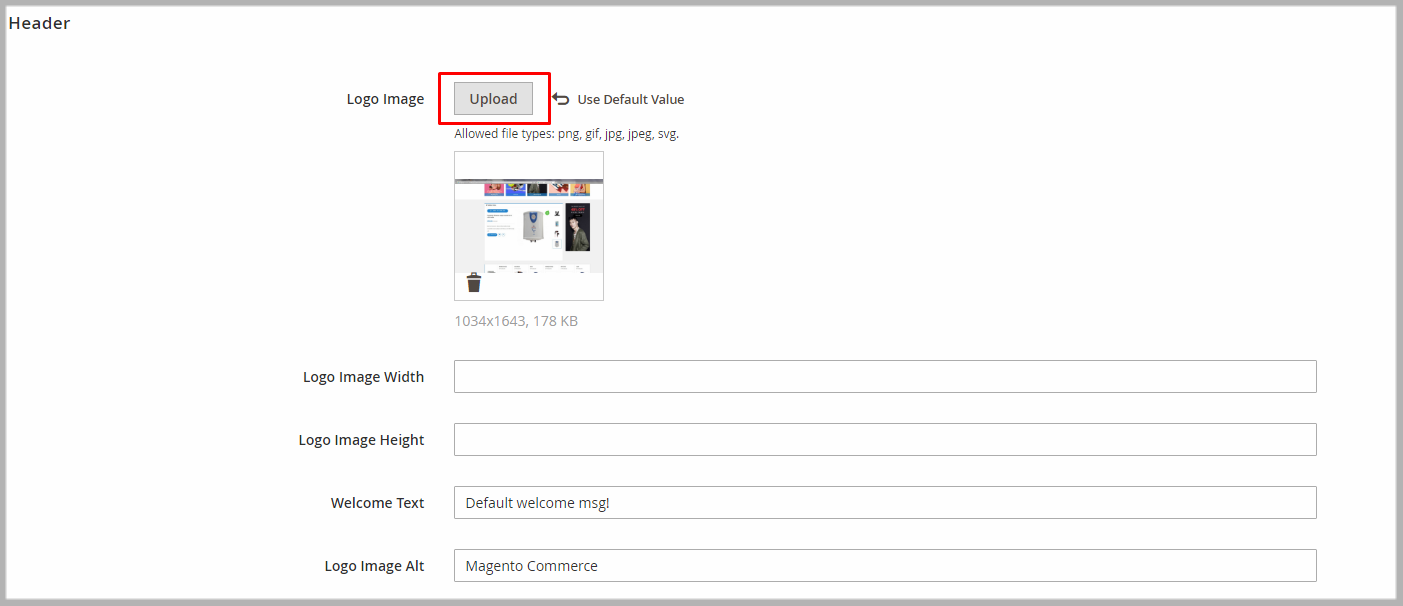 Header
Logo Image
Upload
Use Default Value
Allowed file types: png, gif, jpg, jpeg, svg.
1034x1643, 178 KB
Logo Image Width
Logo Image Height
Welcome Text
Default welcome msg!
Logo Image Alt
Magento Commerce